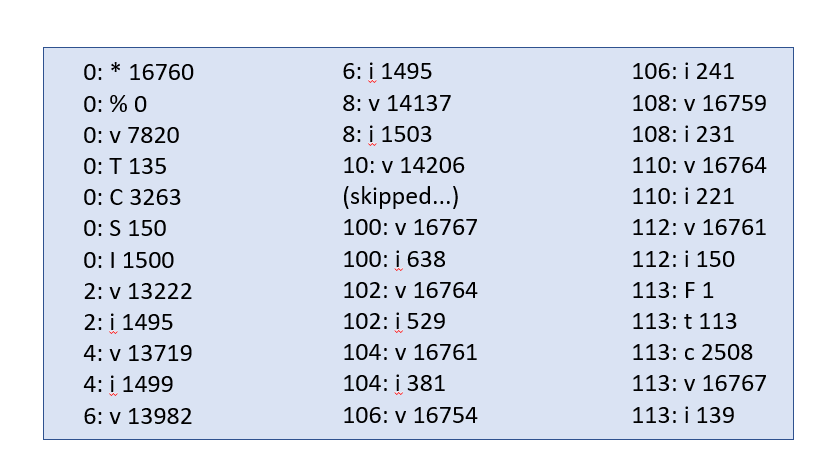 0: * 16760
0: % 0
0: v 7820
0: T 135
0: C 3263
0: S 150
0: I 1500
2: v 13222
2: i 1495
4: v 13719
4: i 1499
6: v 13982
6: i 1495
8: v 14137
8: i 1503
10: v 14206
(skipped...)
100: v 16767
100: i 638
102: v 16764
102: i 529
104: v 16761
104: i 381
106: v 16754
106: i 241
108: v 16759
108: i 231
110: v 16764
110: i 221
112: v 16761
112: i 150
113: F 1
113: t 113
113: c 2508
113: v 16767
113: i 139